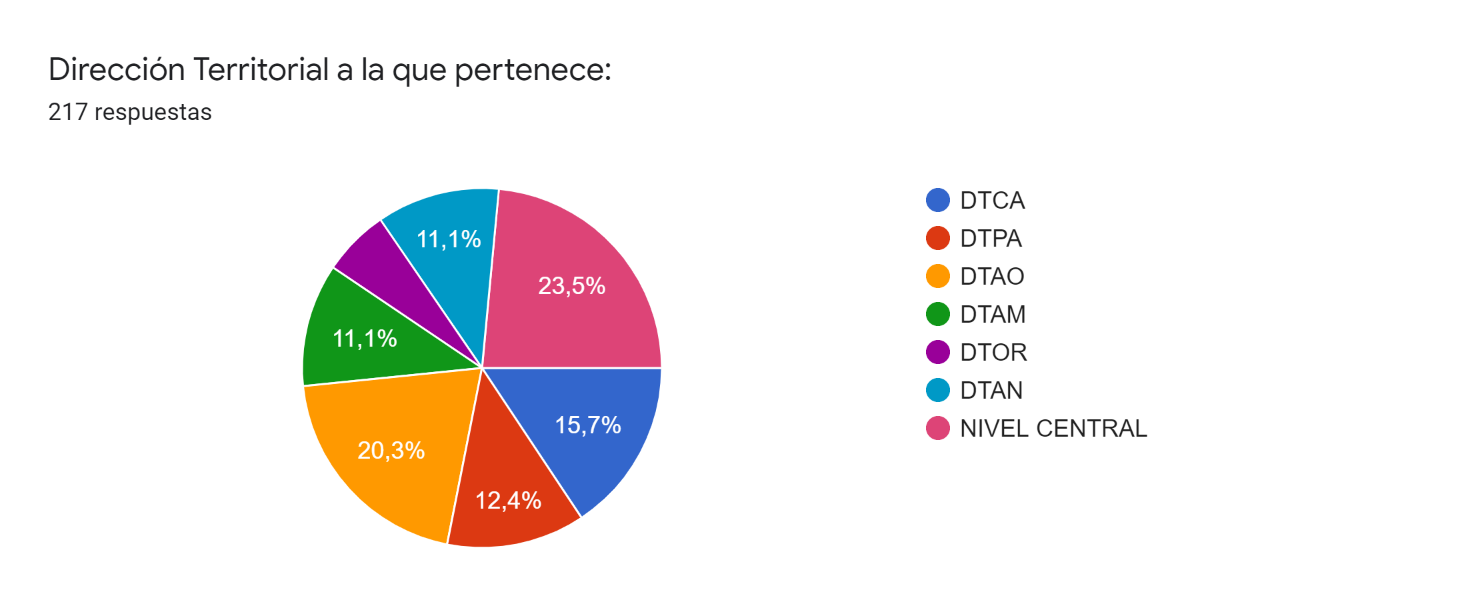 Dirección Territorial a la que pertenece:
217 respuestas
11,1%
23,5%
11,1%
15,7%
20,3%
12,4%
DTCA
DTPA
DTAO
DTAM
DTOR
DTAN
NIVEL CENTRAL